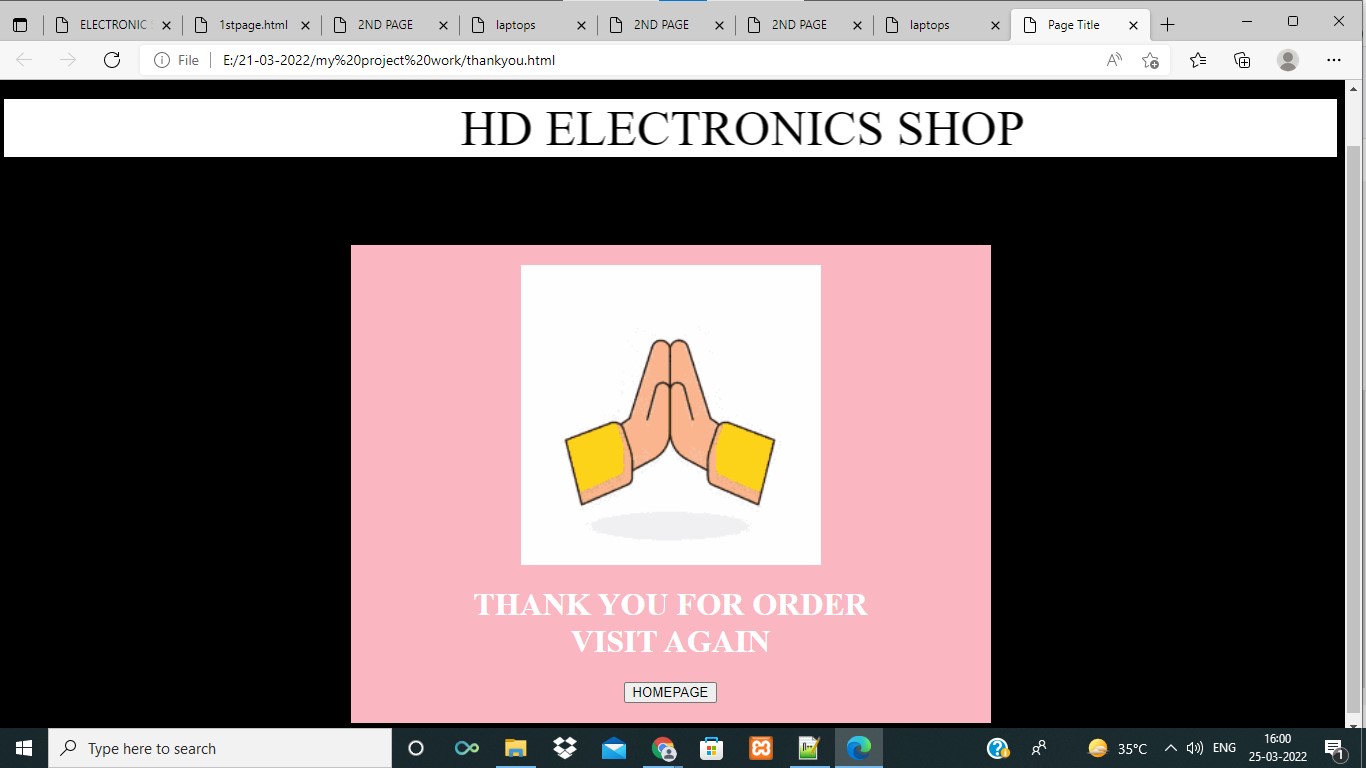 ELECTRONIC
1stpage.html
2ND PAGE
laptops
2ND PAGE
2ND PAGE
laptops
Page Title
File
E:/21-03-2022/my%20project%20work/thankyou.html
HD ELECTRONICS SHOP
THANK YOU FOR ORDER
VISIT AGAIN
HOMEPAGE
Type here to search
35°C
ENG
16:00
25-03-2022
1